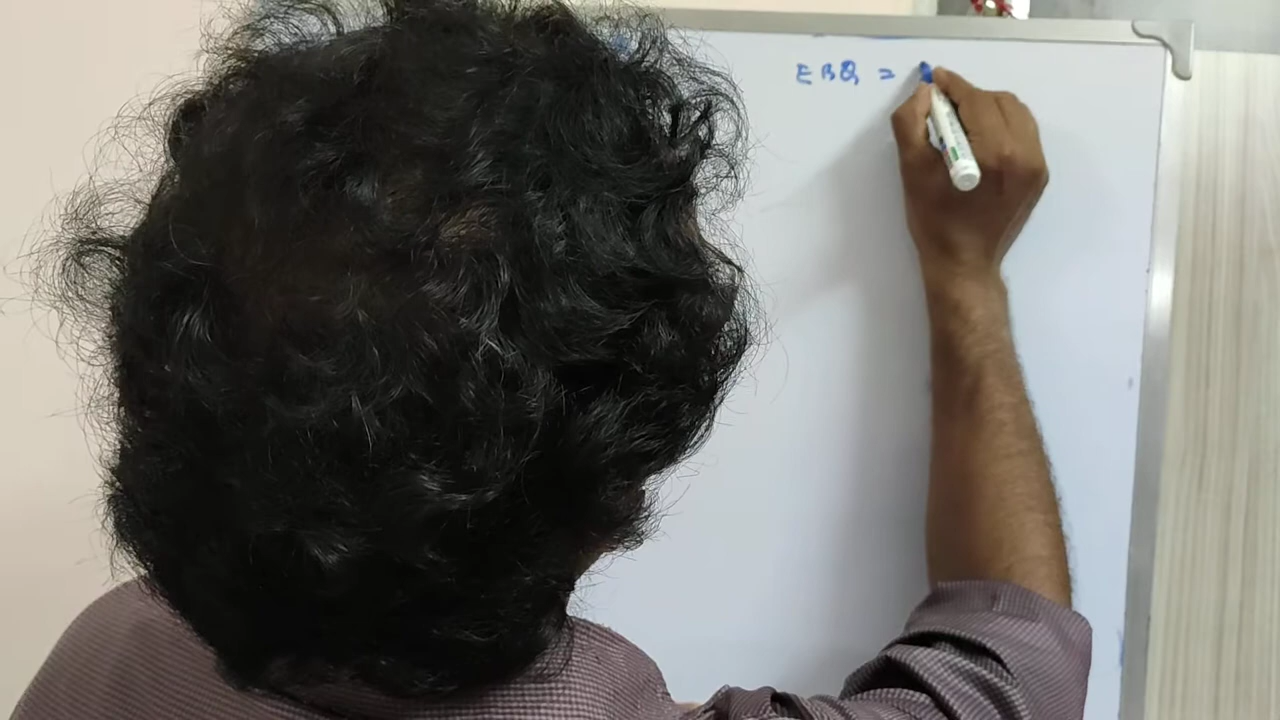 EBQ =